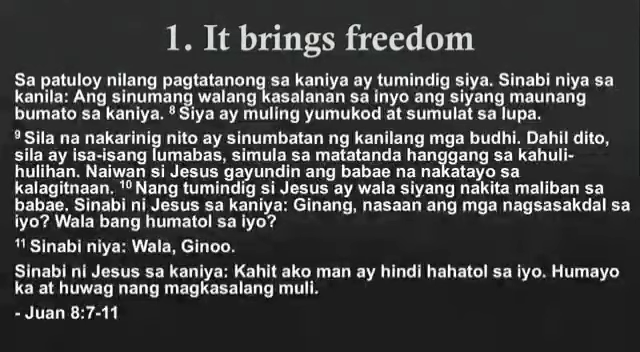 1. It brings freedom
Sa patuloy nilang pagtatanong sa kaniya ay tumindig siya. Sinabi niya sa
kanila: Ang sinumang walang kasalanan sa inyo ang siyang maunang
bumato sa kaniya. ⁸ Siya ay muling yumukod at sumulat sa lupa.
⁹ Sila na nakarinig nito ay sinumbatan ng kanilang mga budhi. Dahil dito,
sila ay isa-isang lumabas, simula sa matatanda hanggang sa kahuli-
hulihan. Naiwan si Jesus gayundin ang babae na nakatayo sa
kalagitnaan. ¹⁰ Nang tumindig si Jesus ay wala siyang nakita maliban sa
babae. Sinabi ni Jesus sa kaniya: Ginang, nasaan ang mga nagsasakdal sa
iyo? Wala bang humatol sa iyo?
¹¹ Sinabi niya: Wala, Ginoo.
Sinabi ni Jesus sa kaniya: Kahit ako man ay hindi hahatol sa iyo. Humayo
ka at huwag nang magkasalang muli.
- Juan 8:7-11